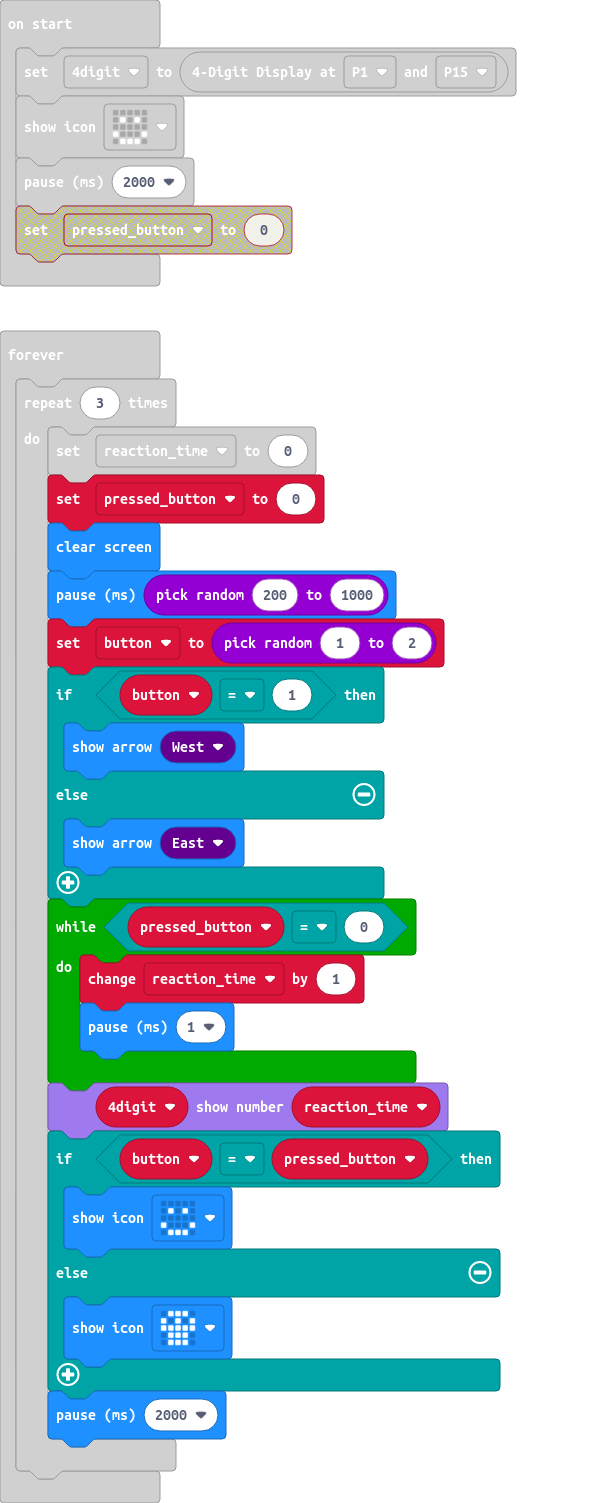 on start
set 4digit to 4-Digit Display at P1 and P15
show icon
pause (ms) 2000
set pressed_button to 0
forever
repeat 3 times
do
set reaction_time to 0
set pressed_button to 0
clear screen
pause (ms) pick random 200 to 1000
set button to pick random 1 to 2
if button = 1 then
show arrow West
else
show arrow East
while pressed_button = 0
do
change reaction_time by 1
pause (ms) 1
4digit show number reaction_time
if button = pressed_button then
show icon
else
show icon
pause (ms) 2000